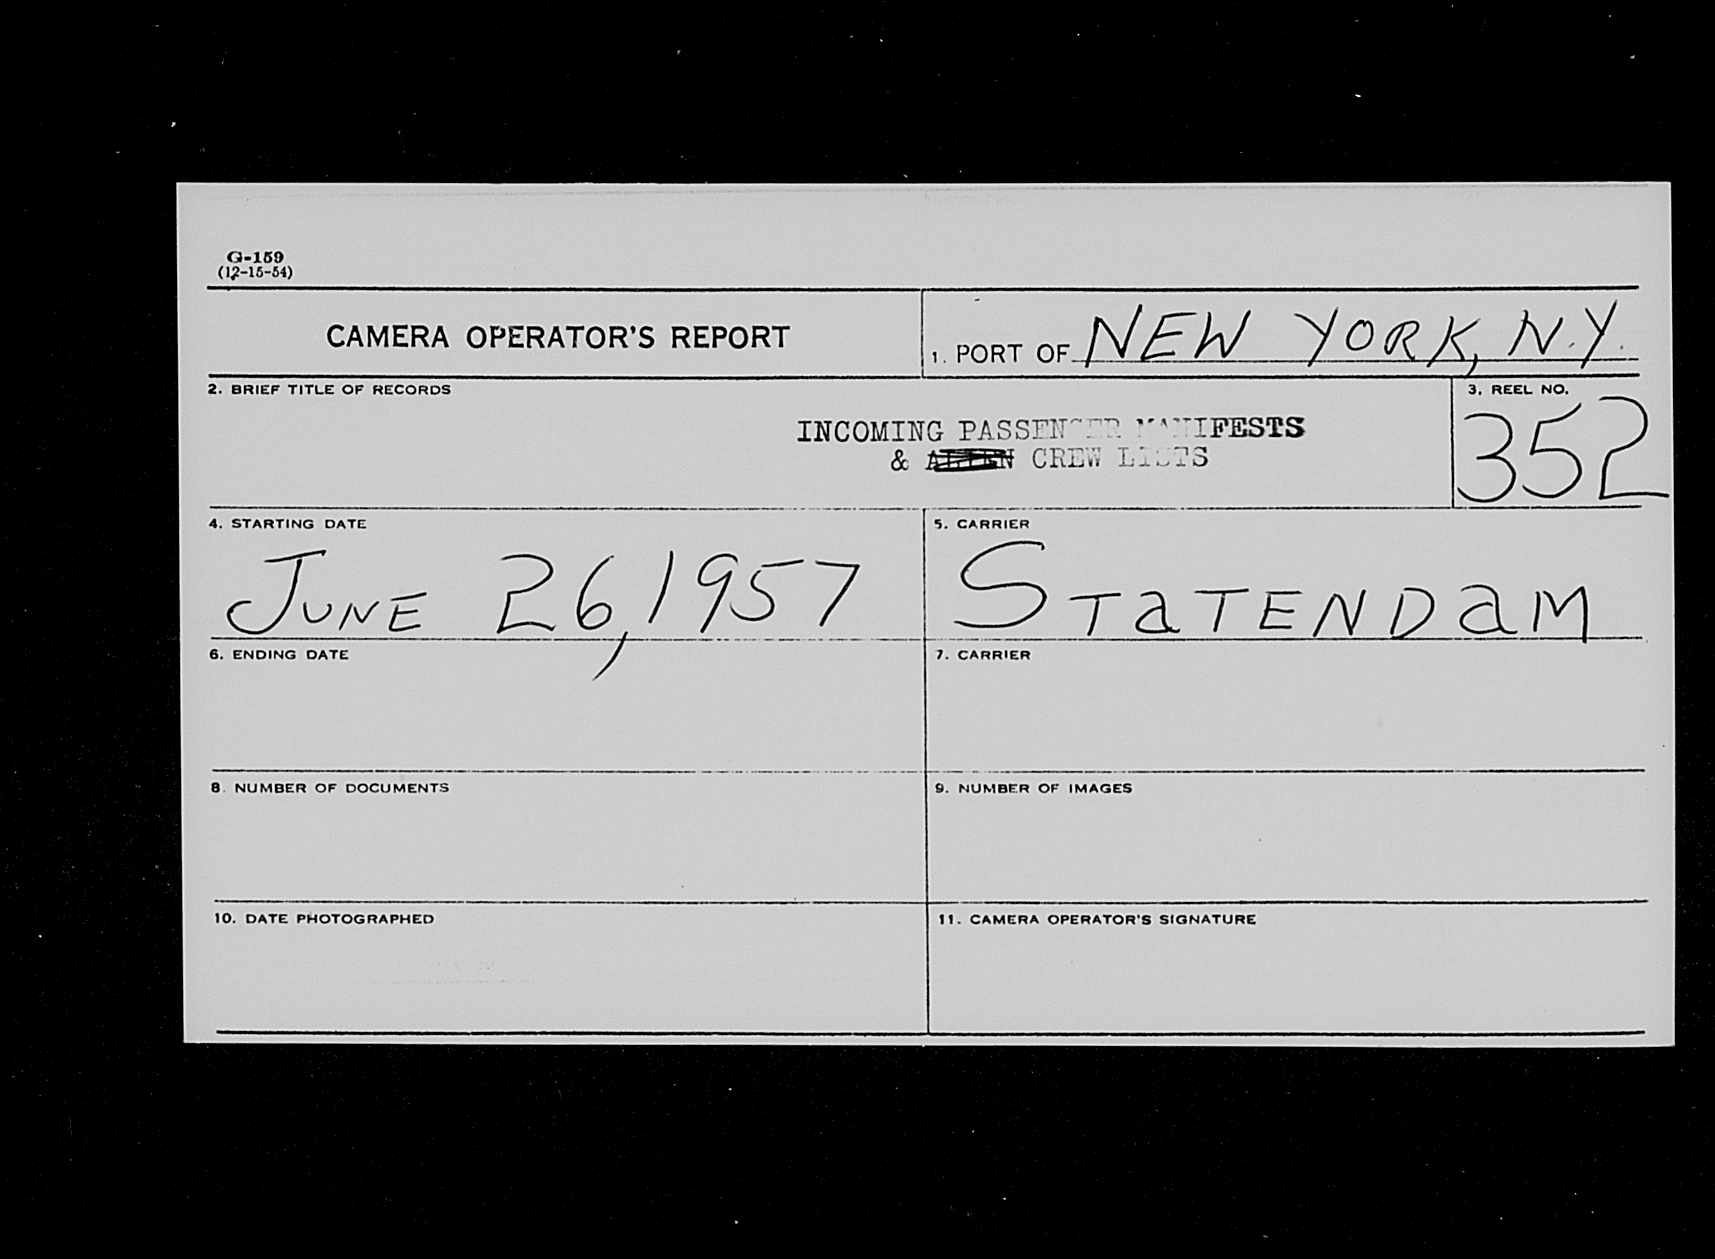 G-159
(12-15-54)
CAMERA OPERATOR'S REPORT
1. PORT OF NEW YORK, N.Y.
2. BRIEF TITLE OF RECORDS
INCOMING PASSENGER MANIFESTS
& ALIEN CREW LISTS
3. REEL NO.
352
4. STARTING DATE
JUNE 26, 1957
5. CARRIER
STATENDAM
6. ENDING DATE
7. CARRIER
8. NUMBER OF DOCUMENTS
9. NUMBER OF IMAGES
10. DATE PHOTOGRAPHED
11. CAMERA OPERATOR'S SIGNATURE